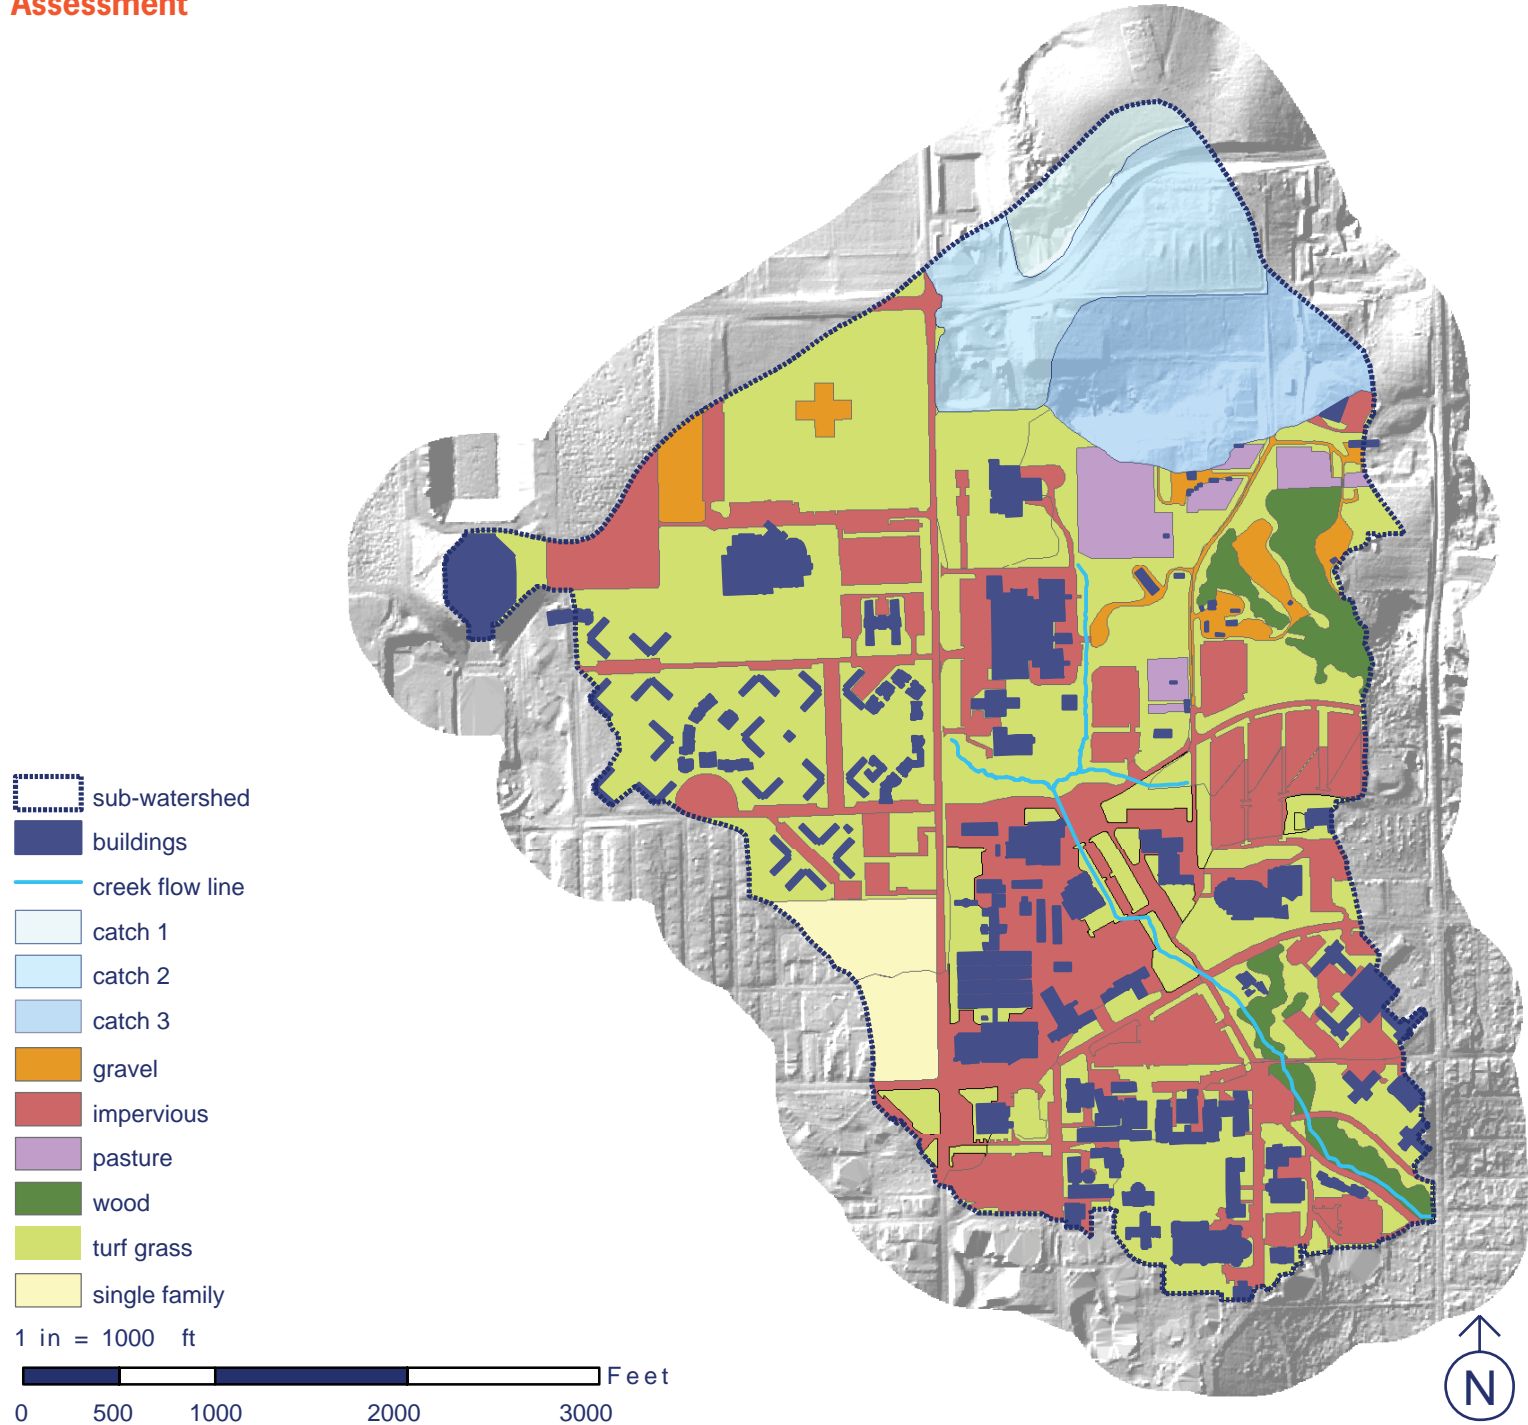 Assessment
sub-watershed
buildings
creek flow line
catch 1
catch 2
catch 3
gravel
impervious
pasture
wood
turf grass
single family
1 in = 1000 ft
Feet
0 500 1000 2000 3000
N